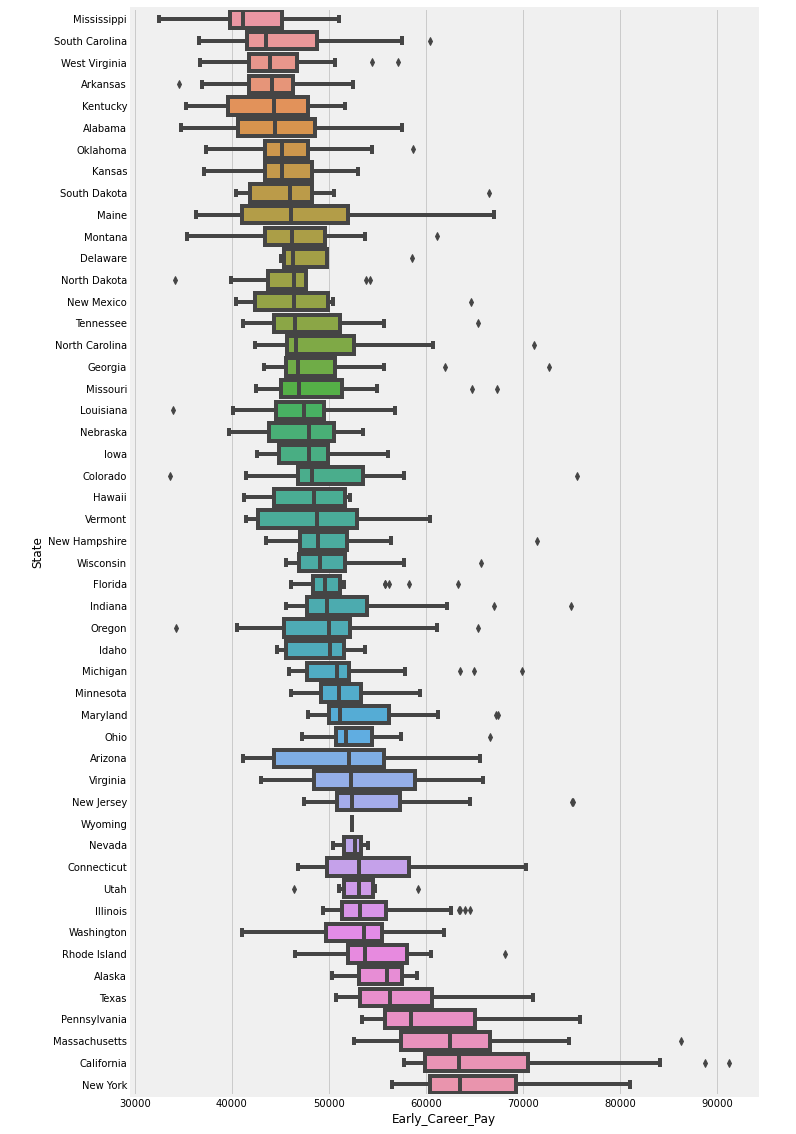 Mississippi
South Carolina
West Virginia
Arkansas
Kentucky
Alabama
Oklahoma
Kansas
South Dakota
Maine
Montana
Delaware
North Dakota
New Mexico
Tennessee
North Carolina
Georgia
Missouri
Louisiana
Nebraska
Iowa
Colorado
Hawaii
Vermont
New Hampshire
State
Wisconsin
Florida
Indiana
Oregon
Idaho
Michigan
Minnesota
Maryland
Ohio
Arizona
Virginia
New Jersey
Wyoming
Nevada
Connecticut
Utah
Illinois
Washington
Rhode Island
Alaska
Texas
Pennsylvania
Massachusetts
California
New York
30000 40000 50000 60000 70000 80000 90000
Early_Career_Pay